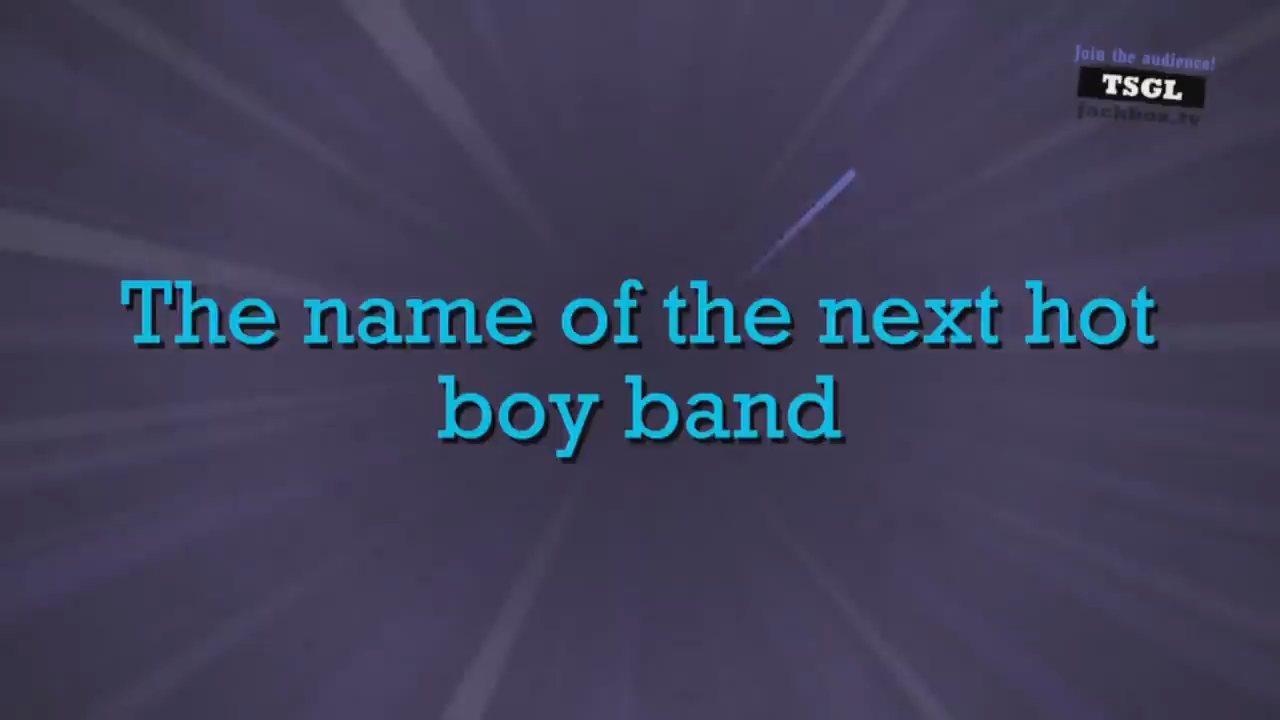 Join the audience!
TSGL
jackbox.tv
The name of the next hot
boy band